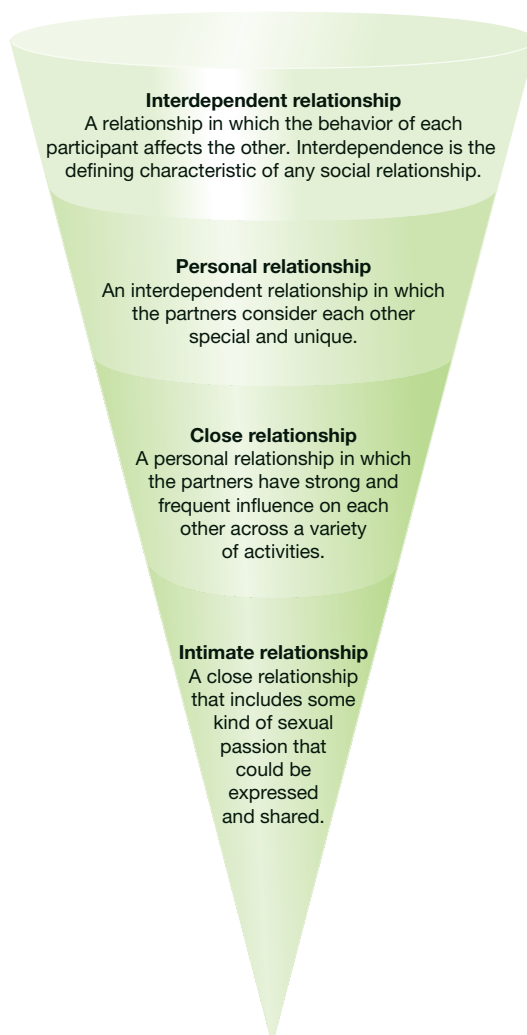 Interdependent relationship
A relationship in which the behavior of each
participant affects the other. Interdependence is the
defining characteristic of any social relationship.
Personal relationship
An interdependent relationship in which
the partners consider each other
special and unique.
Close relationship
A personal relationship in which
the partners have strong and
frequent influence on each
other across a variety
of activities.
Intimate relationship
A close relationship
that includes some
kind of sexual
passion that
could be
expressed
and shared.